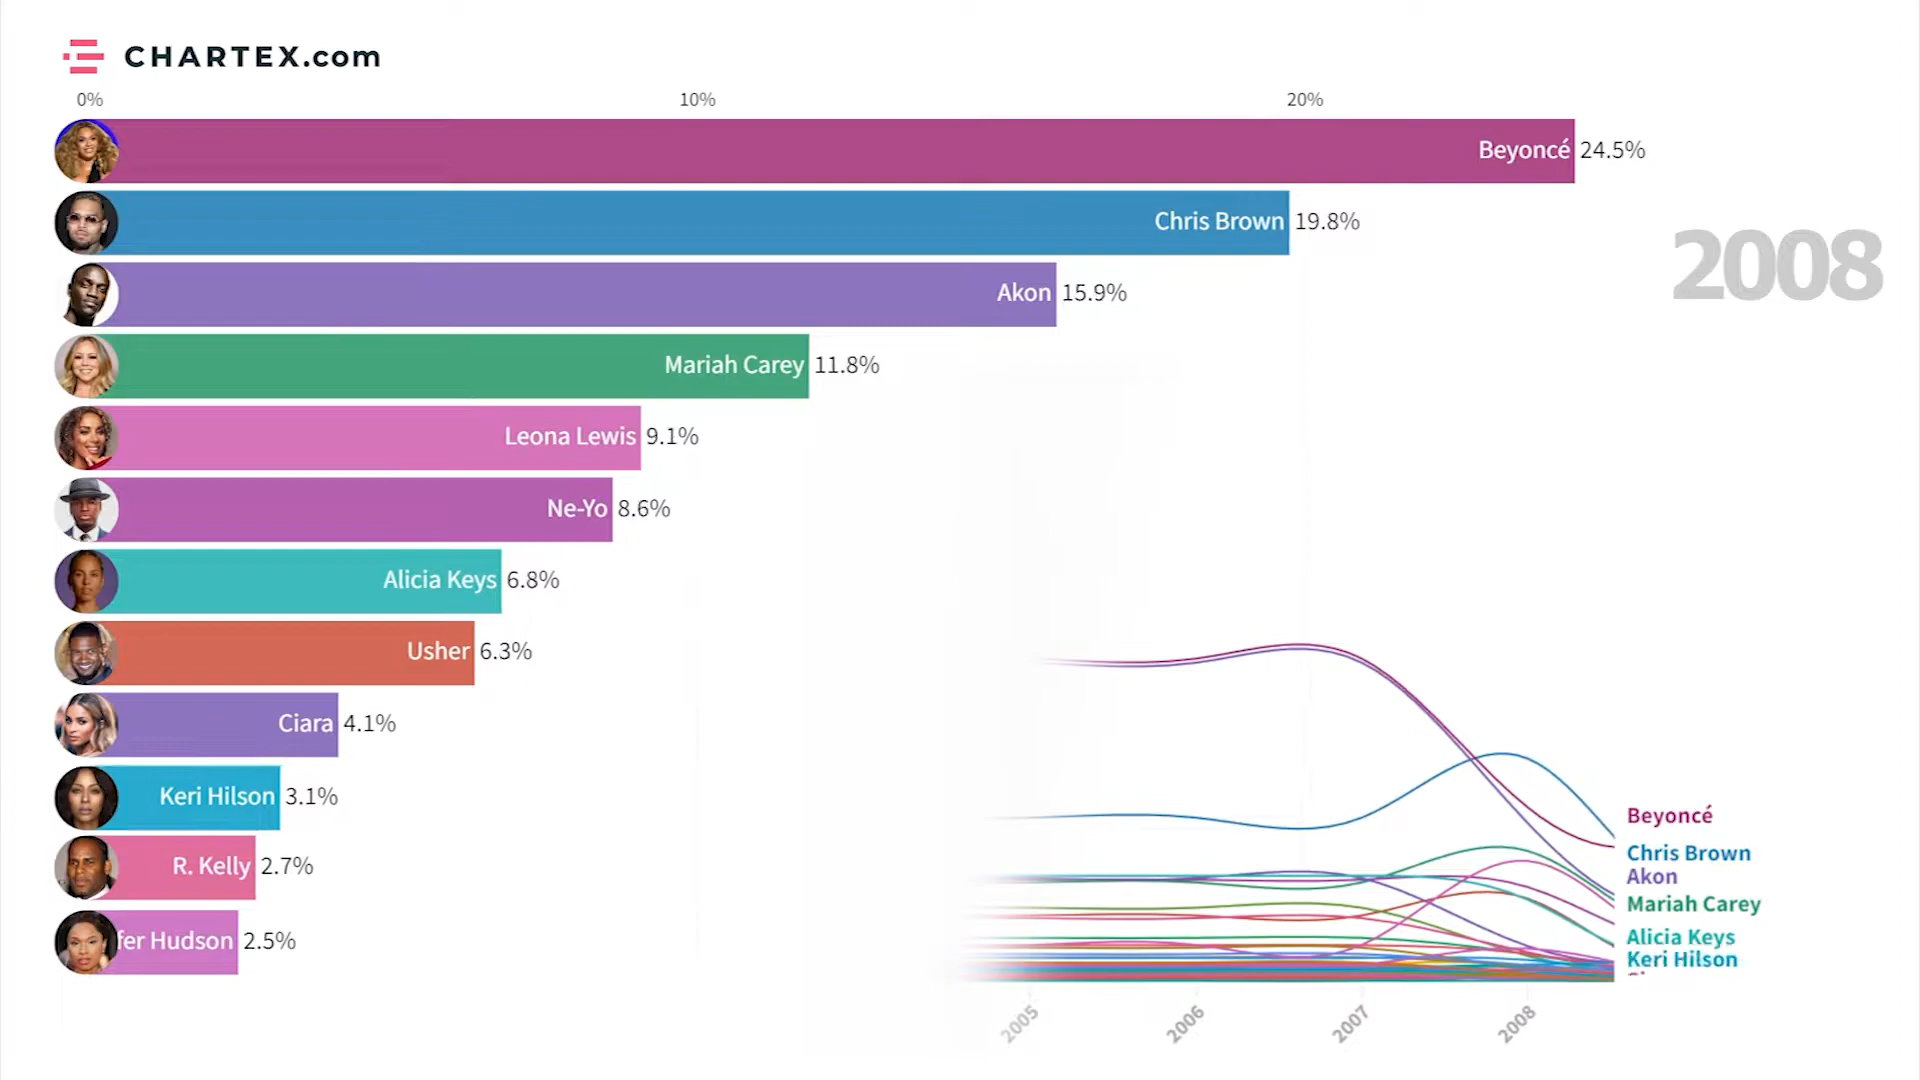 CHARTEX.com
0% 10% 20%
Beyoncé 24.5%
Chris Brown 19.8%
2008
Akon 15.9%
Mariah Carey 11.8%
Leona Lewis 9.1%
Ne-Yo 8.6%
Alicia Keys 6.8%
Usher 6.3%
Ciara 4.1%
Keri Hilson 3.1%
R. Kelly 2.7%
fer Hudson 2.5%
Beyoncé
Chris Brown
Akon
Mariah Carey
Alicia Keys
Keri Hilson
2005 2006 2007 2008